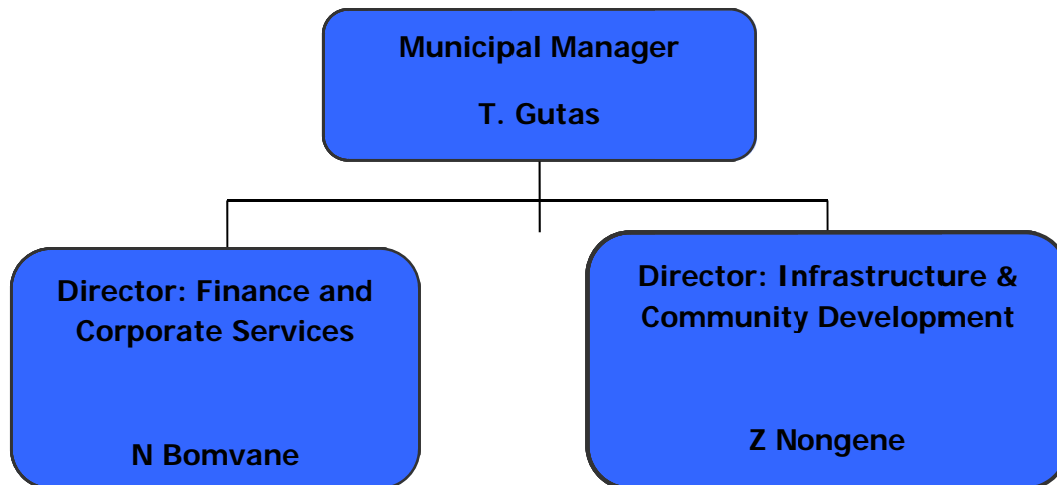 Municipal Manager
T. Gutas
Director: Finance and
Corporate Services
N Bomvane
Director: Infrastructure &
Community Development
Z Nongene